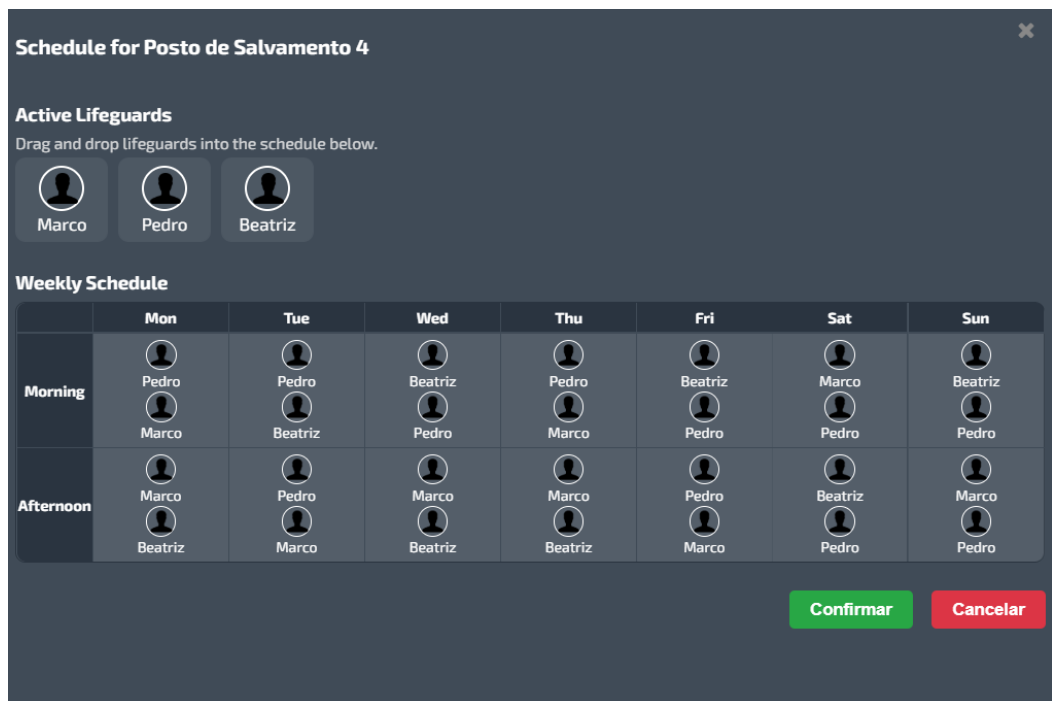 Schedule for Posto de Salvamento 4
Active Lifeguards
Drag and drop lifeguards into the schedule below.
Marco Pedro Beatriz
Weekly Schedule
Mon Tue Wed Thu Fri Sat Sun
Pedro Pedro Beatriz Pedro Beatriz Marco Beatriz
Morning
Marco Beatriz Pedro Marco Pedro Pedro Pedro
Marco Pedro Marco Marco Pedro Beatriz Marco
Afternoon
Beatriz Marco Beatriz Beatriz Marco Pedro Pedro
Confirmar Cancelar